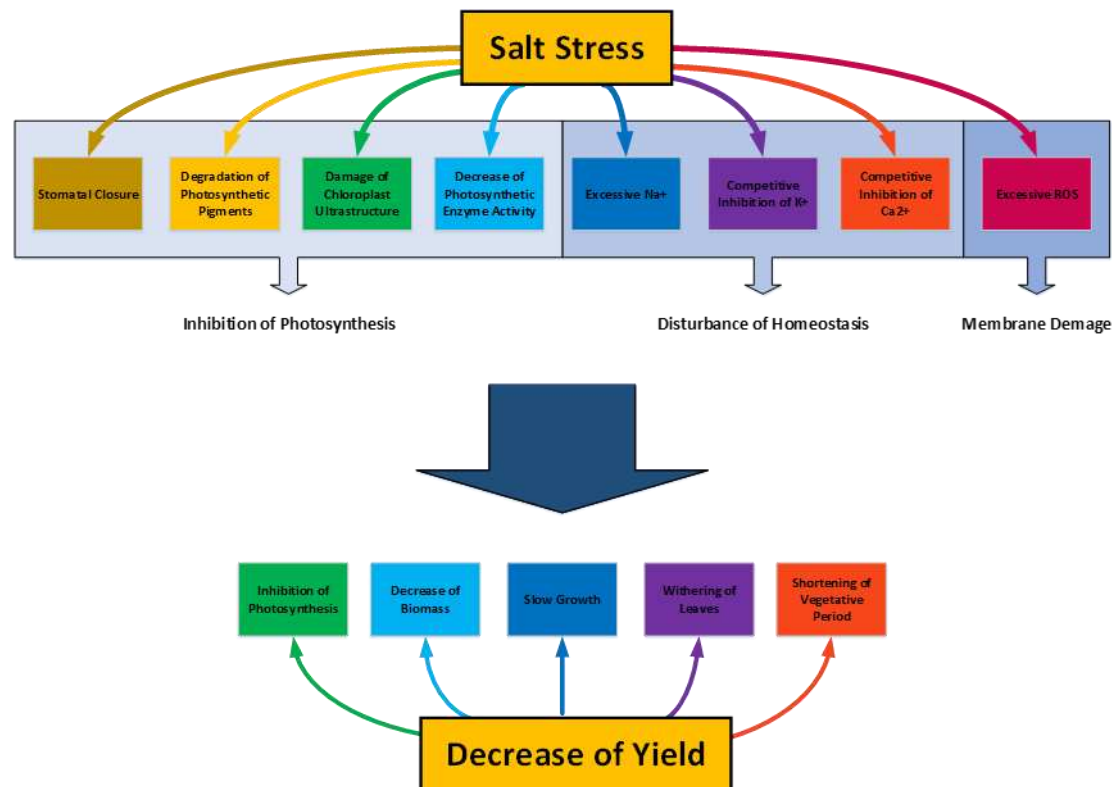 Salt Stress
Stomatal Closure
Degradation of
Photosynthetic
Pigments
Damage of
Chloroplast
Ultrastructure
Decrease of
Photosynthetic
Enzyme Activity
Excessive Na+
Competitive
Inhibition of K+
Competitive
Inhibition of
Ca2+
Excessive ROS
Inhibition of Photosynthesis
Disturbance of Homeostasis
Membrane Demage
Inhibition of
Photosynthesis
Decrease of
Biomass
Slow Growth
Withering of
Leaves
Shortening of
Vegetative
Period
Decrease of Yield